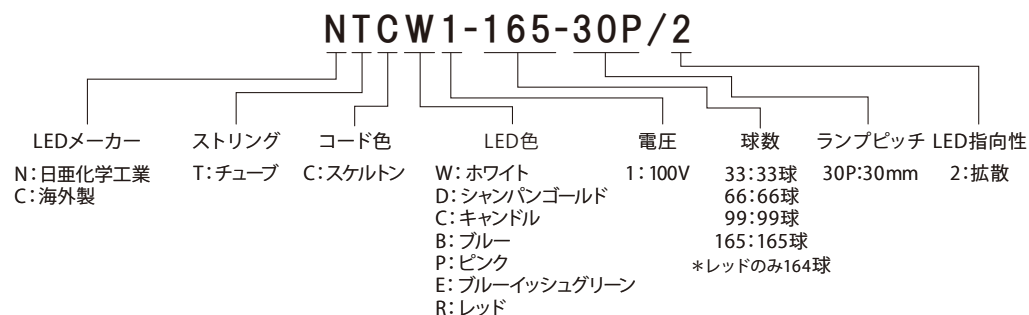 NTCW1-165-30P/2
LEDメーカー ストリング コード色 LED色 電圧 球数 ランプピッチ LED指向性
N：日亜化学工業 T：チューブ C：スケルトン W：ホワイト 1：100V 33：33球 30P：30mm 2：拡散
C：海外製 D：シャンパンゴールド 66：66球
C：キャンドル 99：99球
B：ブルー 165：165球
P：ピンク ＊レッドのみ164球
E：ブルーイッシュグリーン
R：レッド